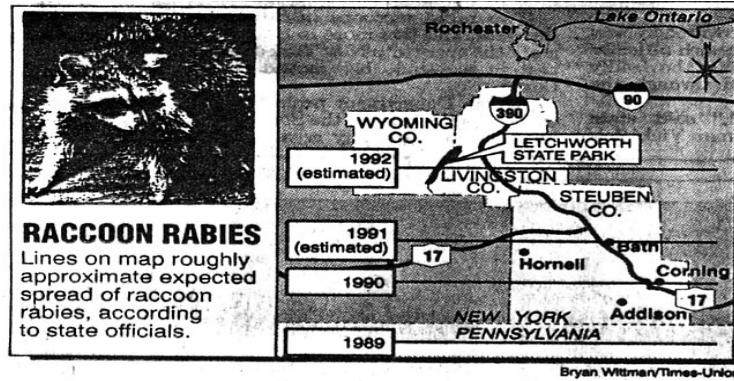 RACCOON RABIES
Lines on map roughly
approximate expected
spread of raccoon
rabies, according
to state officials.
Lake Ontario
Rochester
N
390
90
WYOMING
CO.
LETCHWORTH
STATE PARK
1992
(estimated)
LIVINGSTON
CO.
STEUBEN
CO.
1991
(estimated)
Bath
17
Hornell
1990
Corning
17
Addison
NEW YORK
PENNSYLVANIA
1989
Bryan Wittman/Times-Union